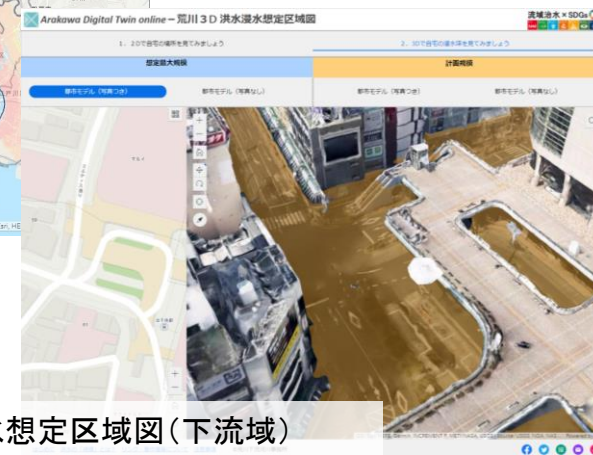 Arakawa Digital Twin online－荒川３Ｄ 洪水浸水想定区域図
流域治水×SDGs
1．2Dで自宅の場所を見てみましょう
2．3Dで自宅の浸水深を見てみましょう
想定最大規模
計画規模
都市モデル（写真つき）
都市モデル（写真なし）
都市モデル（写真つき）
都市モデル（写真なし）
マルイ
想定区域図（下流域）